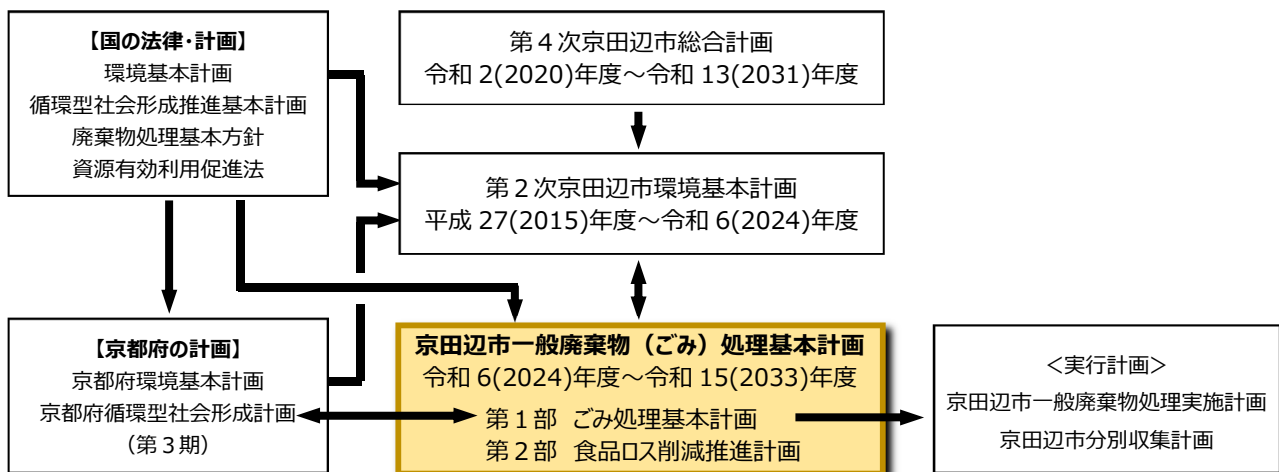 【国の法律・計画】
環境基本計画
循環型社会形成推進基本計画
廃棄物処理基本方針
資源有効利用促進法
第４次京田辺市総合計画
令和 2(2020)年度～令和 13(2031)年度
第２次京田辺市環境基本計画
平成 27(2015)年度～令和 6(2024)年度
【京都府の計画】
京都府環境基本計画
京都府循環型社会形成計画
（第３期）
京田辺市一般廃棄物（ごみ）処理基本計画
令和 6(2024)年度～令和 15(2033)年度
第１部 ごみ処理基本計画
第２部 食品ロス削減推進計画
＜実行計画＞
京田辺市一般廃棄物処理実施計画
京田辺市分別収集計画